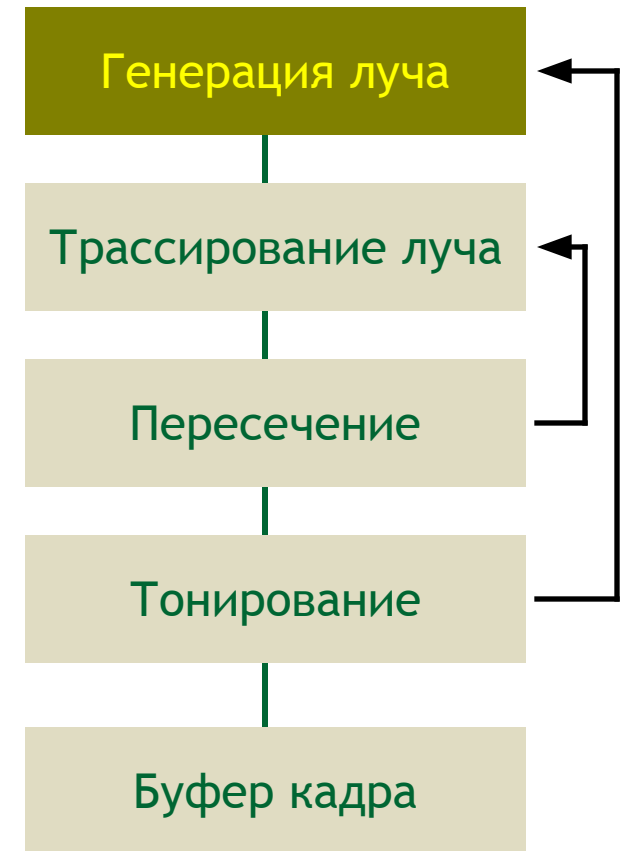 Генерация луча
Трассирование луча
Пересечение
Тонирование
Буфер кадра